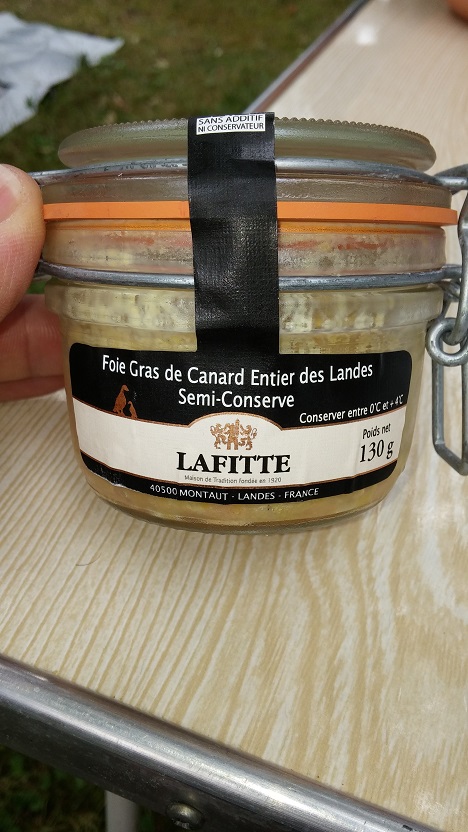 SANS ADDITIF
NI CONSERVATEUR
Foie Gras de Canard Entier des Landes
Semi-Conserve
Conserver entre 0°C et + 4°C
Poids net
130 g
LAFITTE
Maison de Tradition fondée en 1920
40500 MONTAUT - LANDES - FRANCE